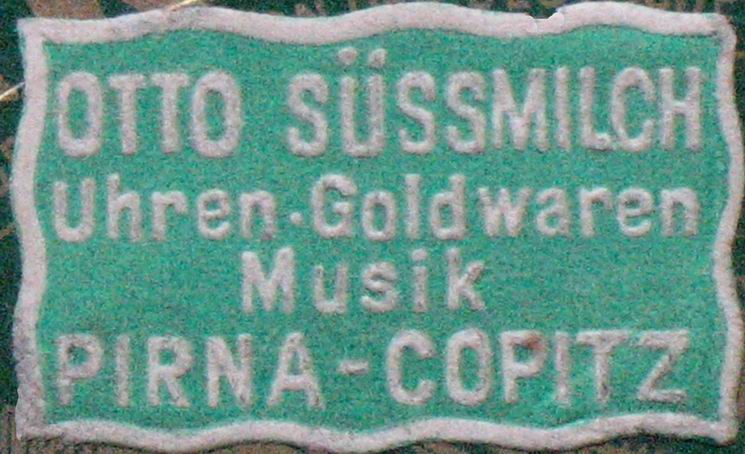 OTTO SÜSSMILCH
Uhren·Goldwaren
Musik
PIRNA-COPITZ